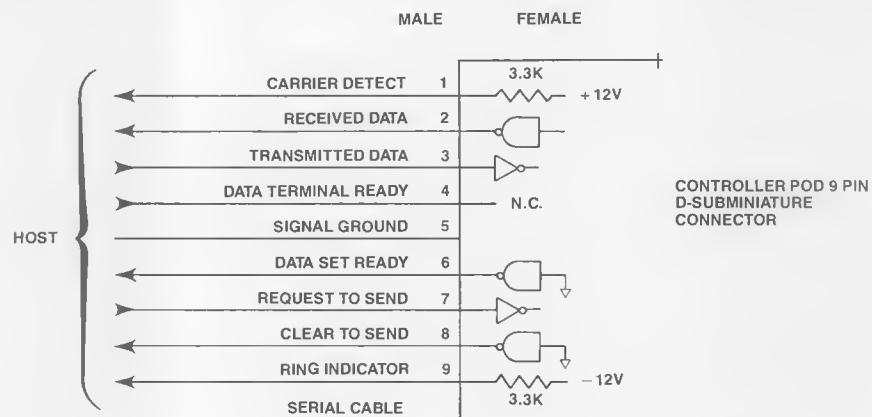 MALE FEMALE
3.3K
CARRIER DETECT 1 +12V
RECEIVED DATA 2
TRANSMITTED DATA 3
DATA TERMINAL READY 4 N.C.
CONTROLLER POD 9 PIN
D-SUBMINIATURE
CONNECTOR
SIGNAL GROUND 5
HOST
DATA SET READY 6
REQUEST TO SEND 7
CLEAR TO SEND 8
RING INDICATOR 9 −12V
3.3K
SERIAL CABLE